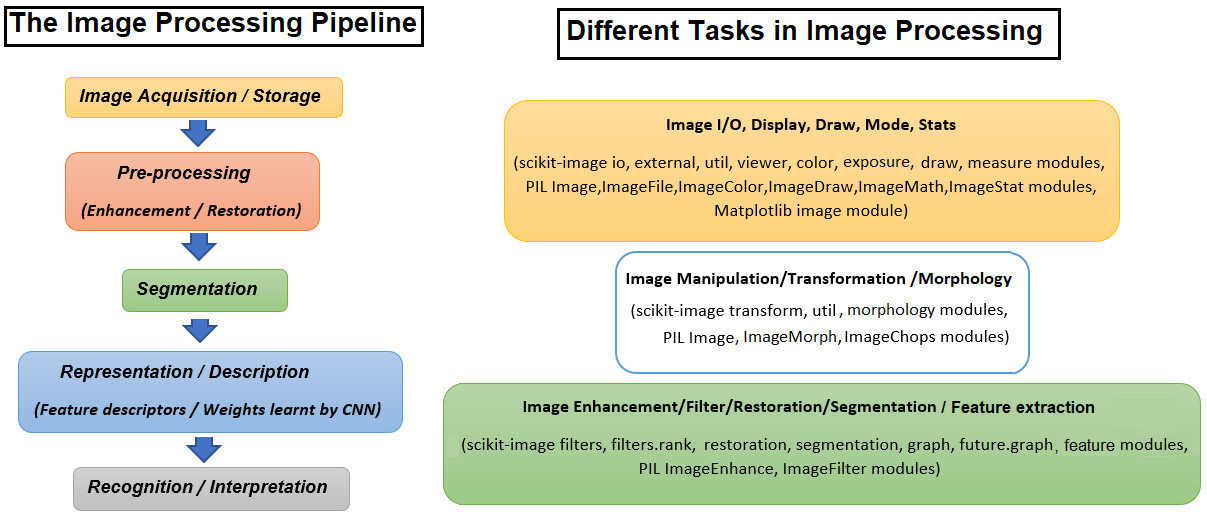 The Image Processing Pipeline
Image Acquisition / Storage
Pre-processing
(Enhancement / Restoration)
Segmentation
Representation / Description
(Feature descriptors / Weights learnt by CNN)
Recognition / Interpretation
Different Tasks in Image Processing
Image I/O, Display, Draw, Mode, Stats
(scikit-image io, external, util, viewer, color, exposure, draw, measure modules,
PIL Image,ImageFile,ImageColor,ImageDraw,ImageMath,ImageStat modules,
Matplotlib image module)
Image Manipulation/Transformation /Morphology
(scikit-image transform, util , morphology modules,
PIL Image, ImageMorph, ImageChops modules)
Image Enhancement/Filter/Restoration/Segmentation / Feature extraction
(scikit-image filters, filters.rank, restoration, segmentation, graph, future.graph, feature modules,
PIL ImageEnhance, ImageFilter modules)